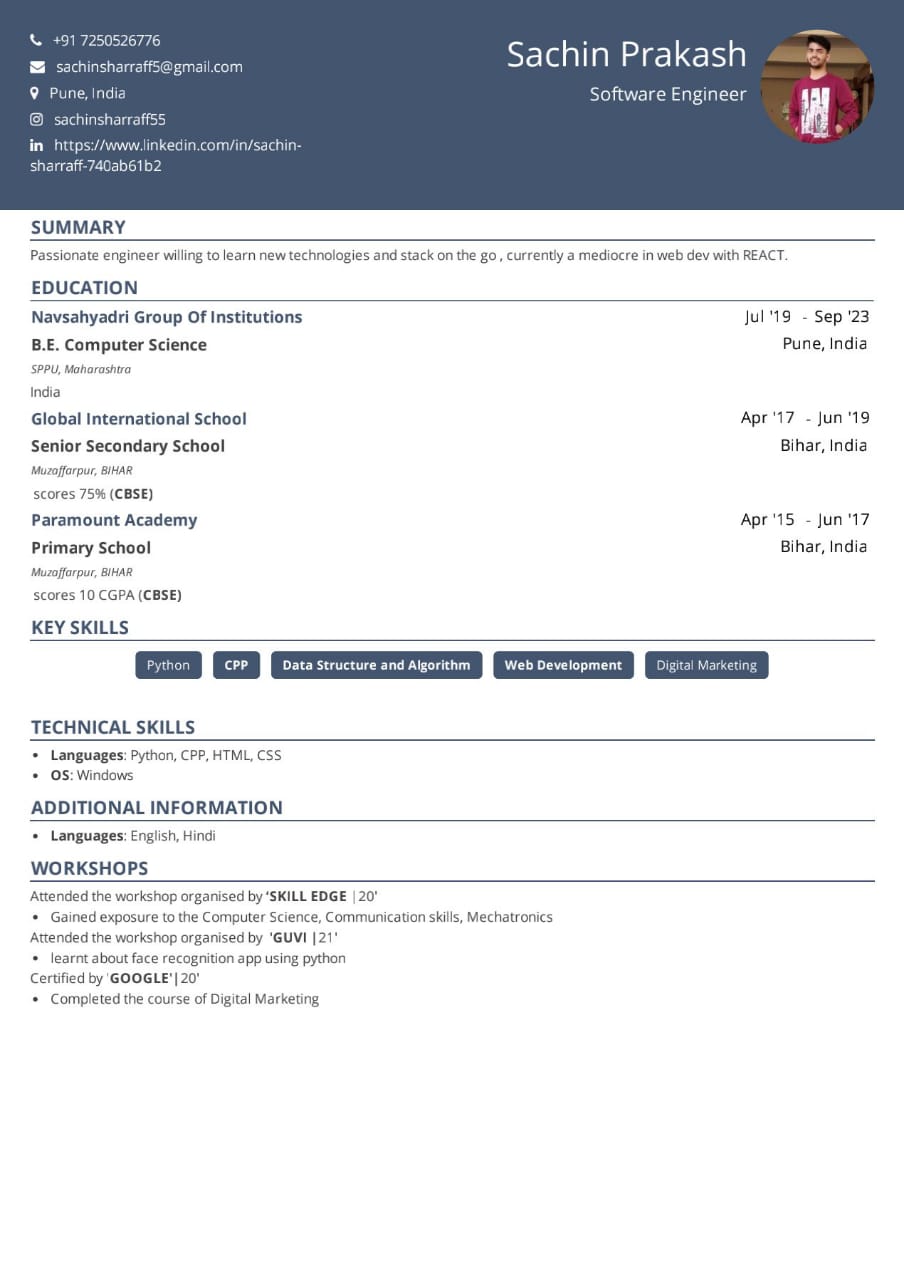 +91 7250526776
sachinsharraff5@gmail.com
Pune, India
sachinsharraff55
https://www.linkedin.com/in/sachin-
sharraff-740ab61b2
Sachin Prakash
Software Engineer
SUMMARY
Passionate engineer willing to learn new technologies and stack on the go , currently a mediocre in web dev with REACT.
EDUCATION
Navsahyadri Group Of Institutions Jul '19 - Sep '23
B.E. Computer Science Pune, India
SPPU, Maharashtra
India
Global International School Apr '17 - Jun '19
Senior Secondary School Bihar, India
Muzaffarpur, BIHAR
scores 75% (CBSE)
Paramount Academy Apr '15 - Jun '17
Primary School Bihar, India
Muzaffarpur, BIHAR
scores 10 CGPA (CBSE)
KEY SKILLS
Python CPP Data Structure and Algorithm Web Development Digital Marketing
TECHNICAL SKILLS
• Languages: Python, CPP, HTML, CSS
• OS: Windows
ADDITIONAL INFORMATION
• Languages: English, Hindi
WORKSHOPS
Attended the workshop organised by ‘SKILL EDGE |20'
• Gained exposure to the Computer Science, Communication skills, Mechatronics
Attended the workshop organised by 'GUVI |21'
• learnt about face recognition app using python
Certified by 'GOOGLE'|20'
• Completed the course of Digital Marketing